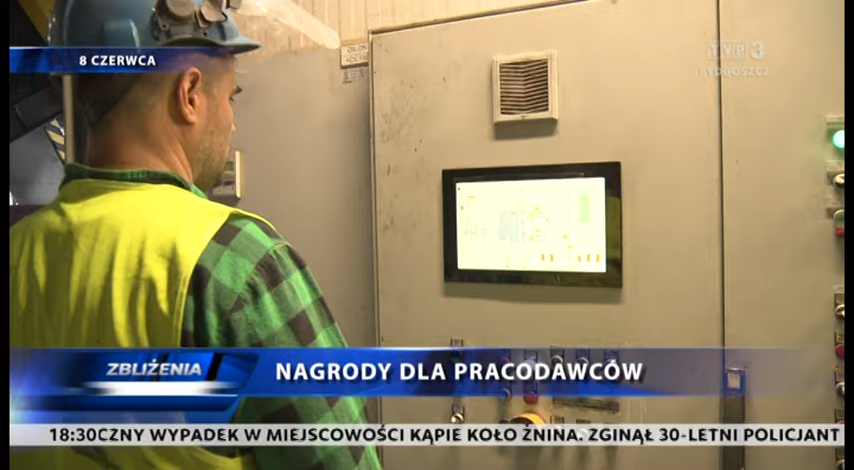 8 CZERWCA
TVP3
BYDGOSZCZ
ZBLIŻENIA
NAGRODY DLA PRACODAWCÓW
18:30CZNY WYPADEK W MIEJSCOWOŚCI KĄPIE KOŁO ŻNINA. ZGINĄŁ 30-LETNI POLICJANT